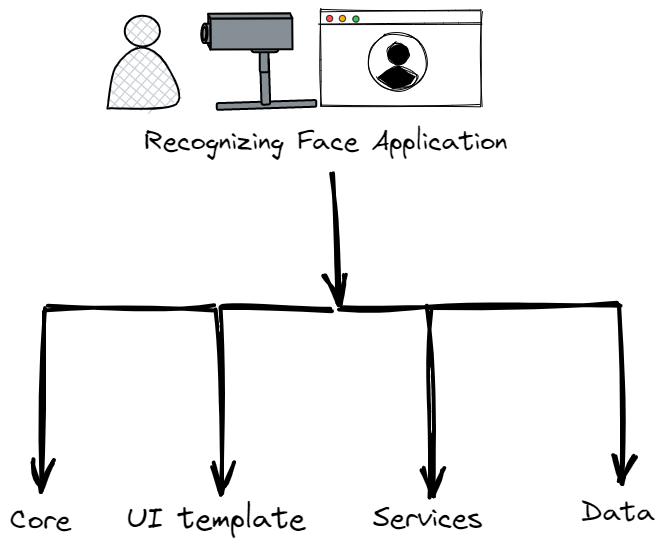 Recognizing Face Application
Core
UI template
Services
Data